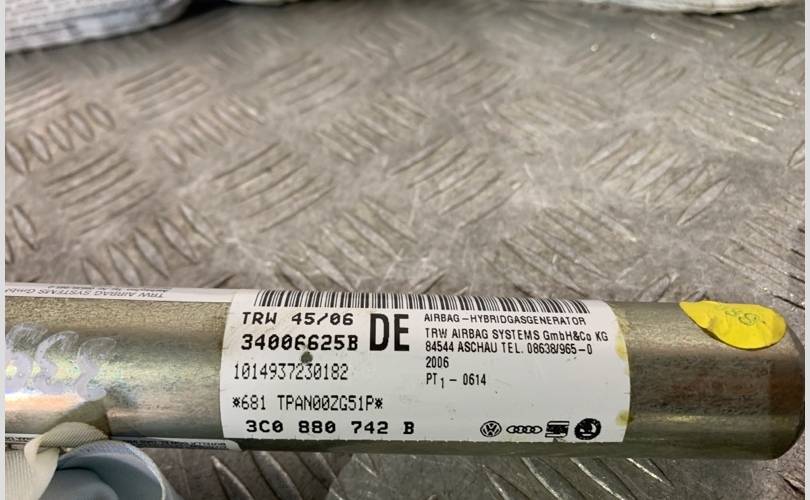 TRW 45/06
34006625B
DE
1014937230182
*681 TPAN00ZG51P*
3C0 880 742 B
AIRBAG-HYBRIDGASGENERATOR
TRW AIRBAG SYSTEMS GmbH&Co KG
84544 ASCHAU TEL. 08638/965-0
2006
PT1 - 0614
TRW AIRBAG SYSTEMS GmbH